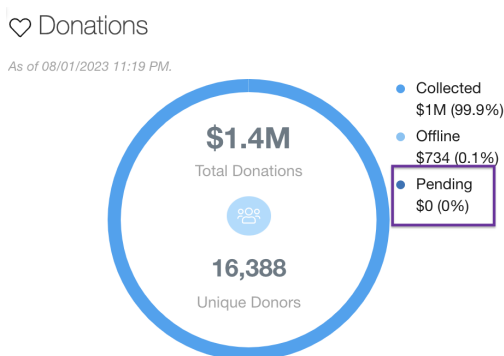 Donations
As of 08/01/2023 11:19 PM.
Collected
$1M (99.9%)
Offline
$734 (0.1%)
Pending
$0 (0%)
$1.4M
Total Donations
16,388
Unique Donors